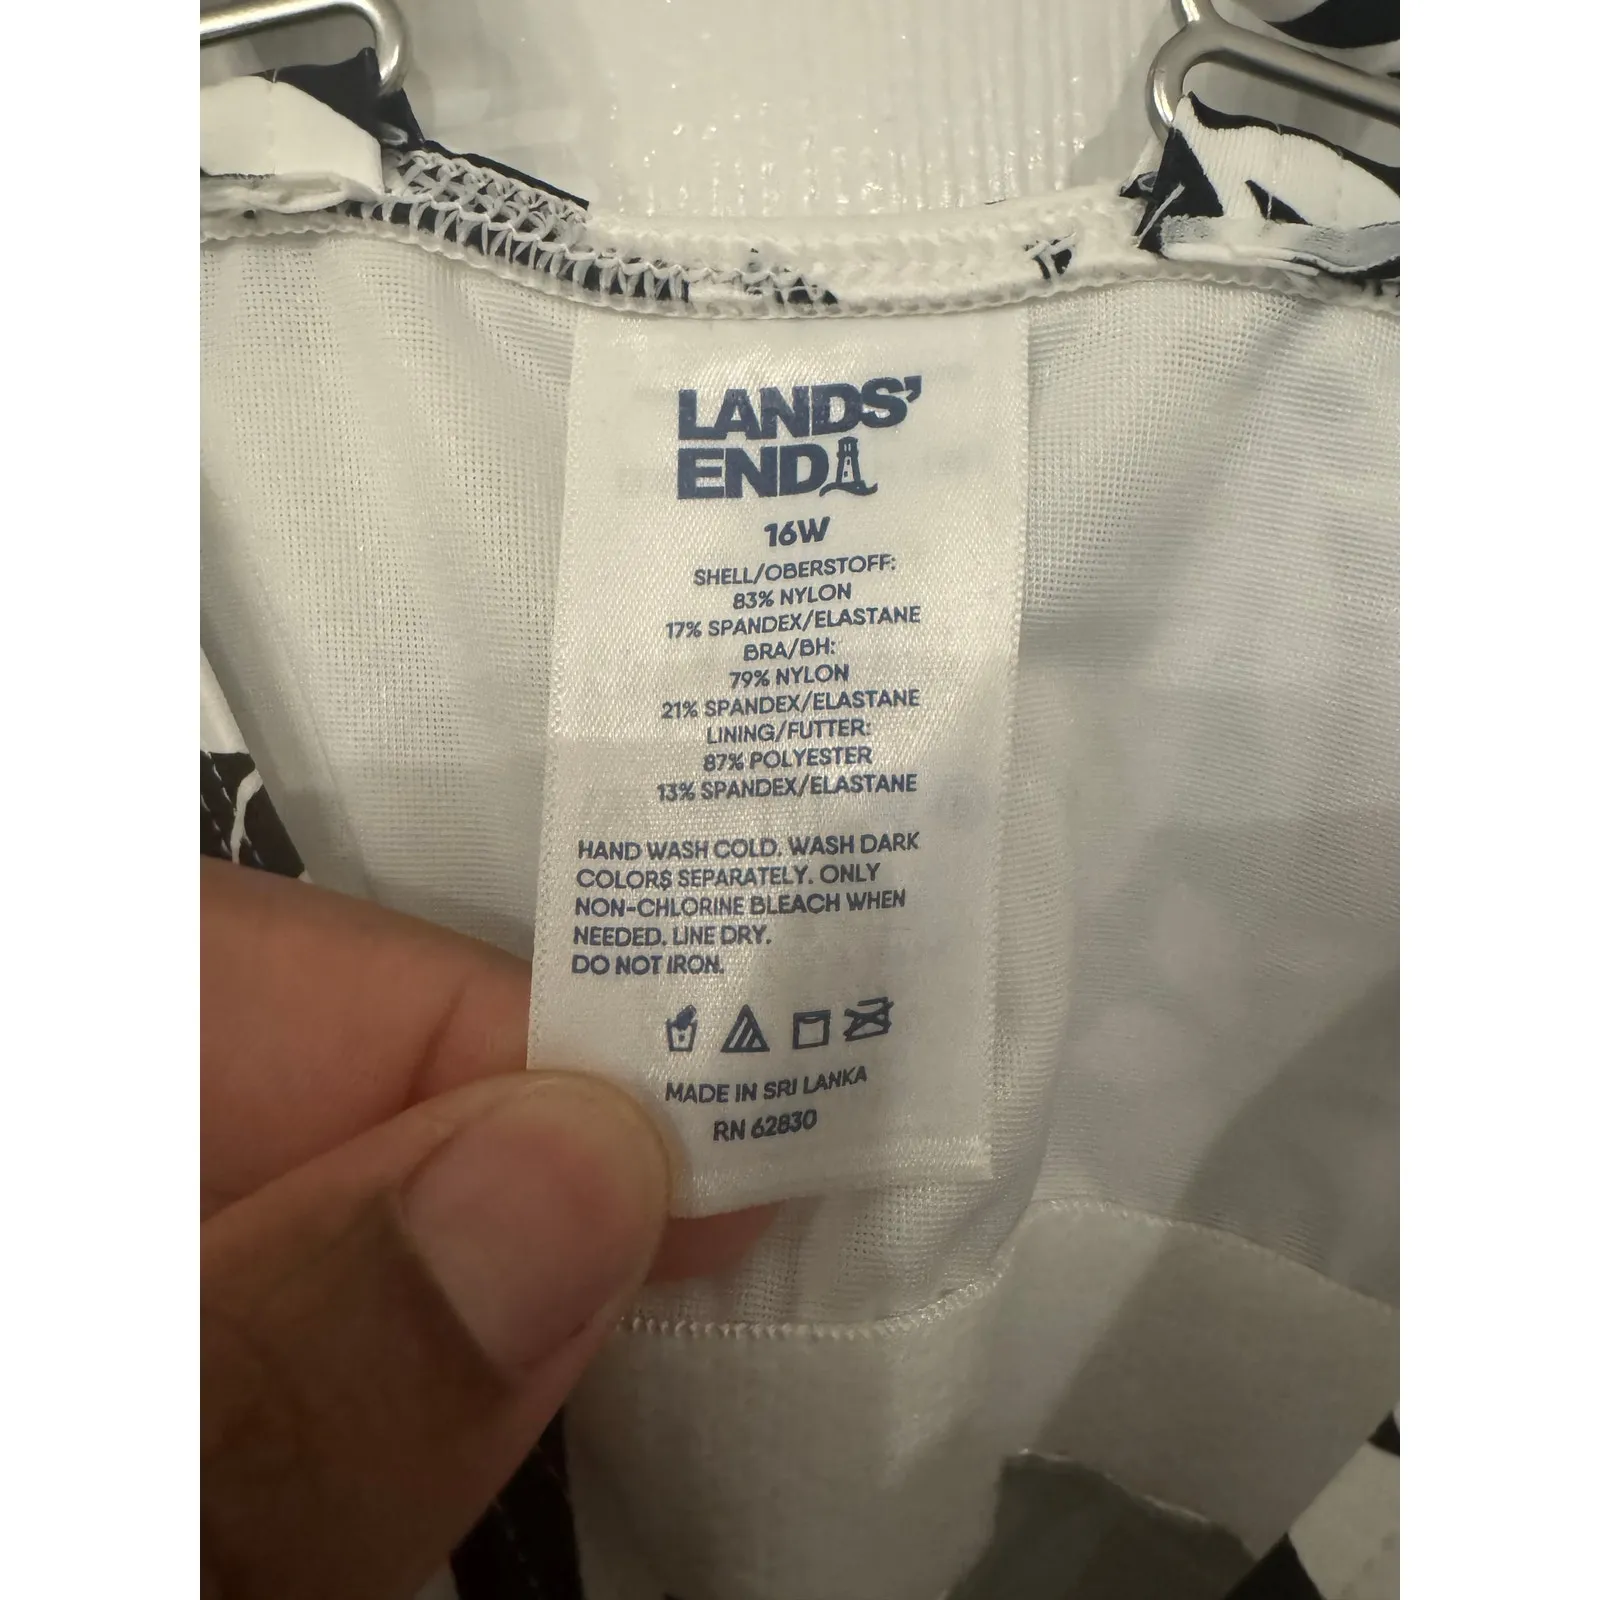 LANDS'
END
16W
SHELL/OBERSTOFF:
83% NYLON
17% SPANDEX/ELASTANE
BRA/BH:
79% NYLON
21% SPANDEX/ELASTANE
LINING/FUTTER:
87% POLYESTER
13% SPANDEX/ELASTANE
HAND WASH COLD. WASH DARK
COLORS SEPARATELY. ONLY
NON-CHLORINE BLEACH WHEN
NEEDED. LINE DRY.
DO NOT IRON.
MADE IN SRI LANKA
RN 62830